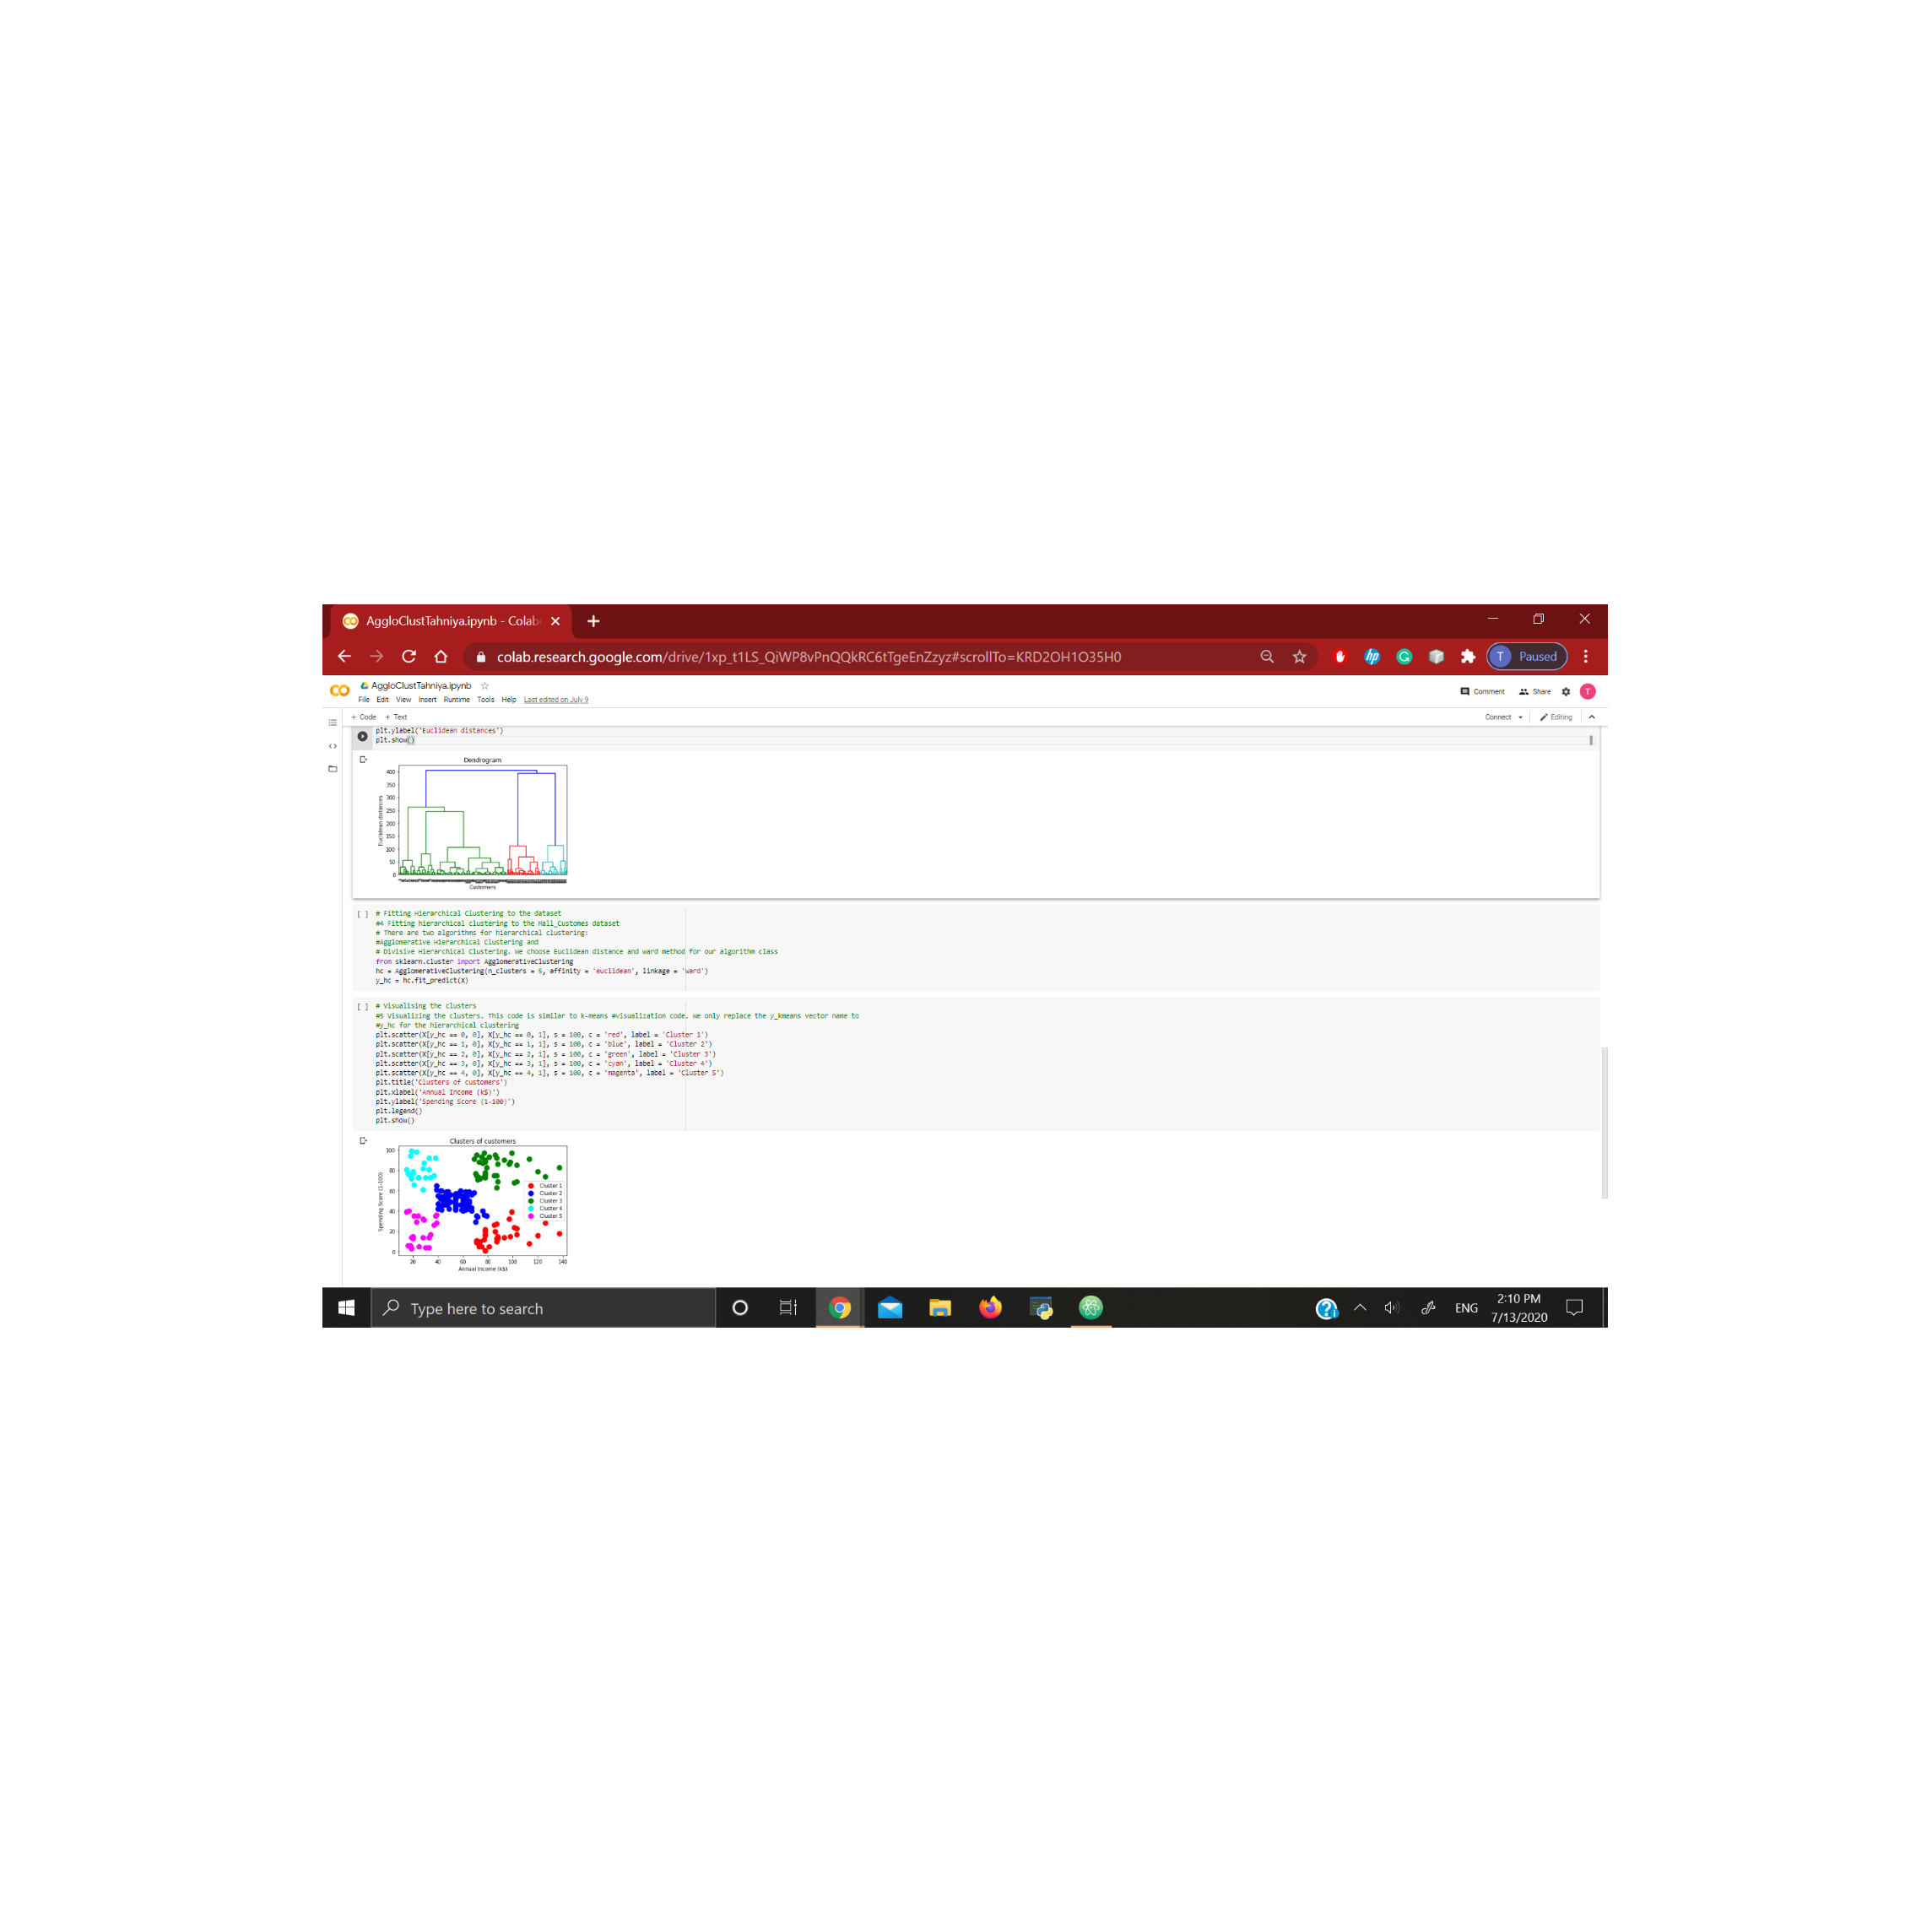 AggloClustTahniya.ipynb - Colab
colab.research.google.com/drive/1xp_t1LS_QiWP8vPnQQkRC6tTgeEnZzyz#scrollTo=KRD2OH1O35H0
T Paused
AggloClustTahniya.ipynb
Comment Share T
File Edit View Insert Runtime Tools Help Last edited on July 9
+ Code + Text
Connect Editing
plt.ylabel('Euclidean distances')
plt.show()
Dendrogram
400
350
300
250
200
150
100
50
0
Euclidean distances
Customers
[ ] # Fitting Hierarchical Clustering to the dataset
#4 Fitting hierarchical clustering to the Mall_Customes dataset
# There are two algorithms for hierarchical clustering:
#Agglomerative Hierarchical Clustering and
# Divisive Hierarchical Clustering. We choose Euclidean distance and ward method for our algorithm class
from sklearn.cluster import AgglomerativeClustering
hc = AgglomerativeClustering(n_clusters = 5, affinity = 'euclidean', linkage = 'ward')
y_hc = hc.fit_predict(X)
[ ] # Visualising the clusters
#5 Visualizing the clusters. This code is similar to k-means #visualization code. We only replace the y_kmeans vector name to
#y_hc for the hierarchical clustering
plt.scatter(X[y_hc == 0, 0], X[y_hc == 0, 1], s = 100, c = 'red', label = 'Cluster 1')
plt.scatter(X[y_hc == 1, 0], X[y_hc == 1, 1], s = 100, c = 'blue', label = 'Cluster 2')
plt.scatter(X[y_hc == 2, 0], X[y_hc == 2, 1], s = 100, c = 'green', label = 'Cluster 3')
plt.scatter(X[y_hc == 3, 0], X[y_hc == 3, 1], s = 100, c = 'cyan', label = 'Cluster 4')
plt.scatter(X[y_hc == 4, 0], X[y_hc == 4, 1], s = 100, c = 'magenta', label = 'Cluster 5')
plt.title('Clusters of customers')
plt.xlabel('Annual Income (k$)')
plt.ylabel('Spending Score (1-100)')
plt.legend()
plt.show()
Clusters of customers
100
80
60
40
20
0
Spending Score (1-100)
Cluster 1
Cluster 2
Cluster 3
Cluster 4
Cluster 5
20 40 60 80 100 120 140
Annual Income (k$)
Type here to search
ENG
2:10 PM
7/13/2020